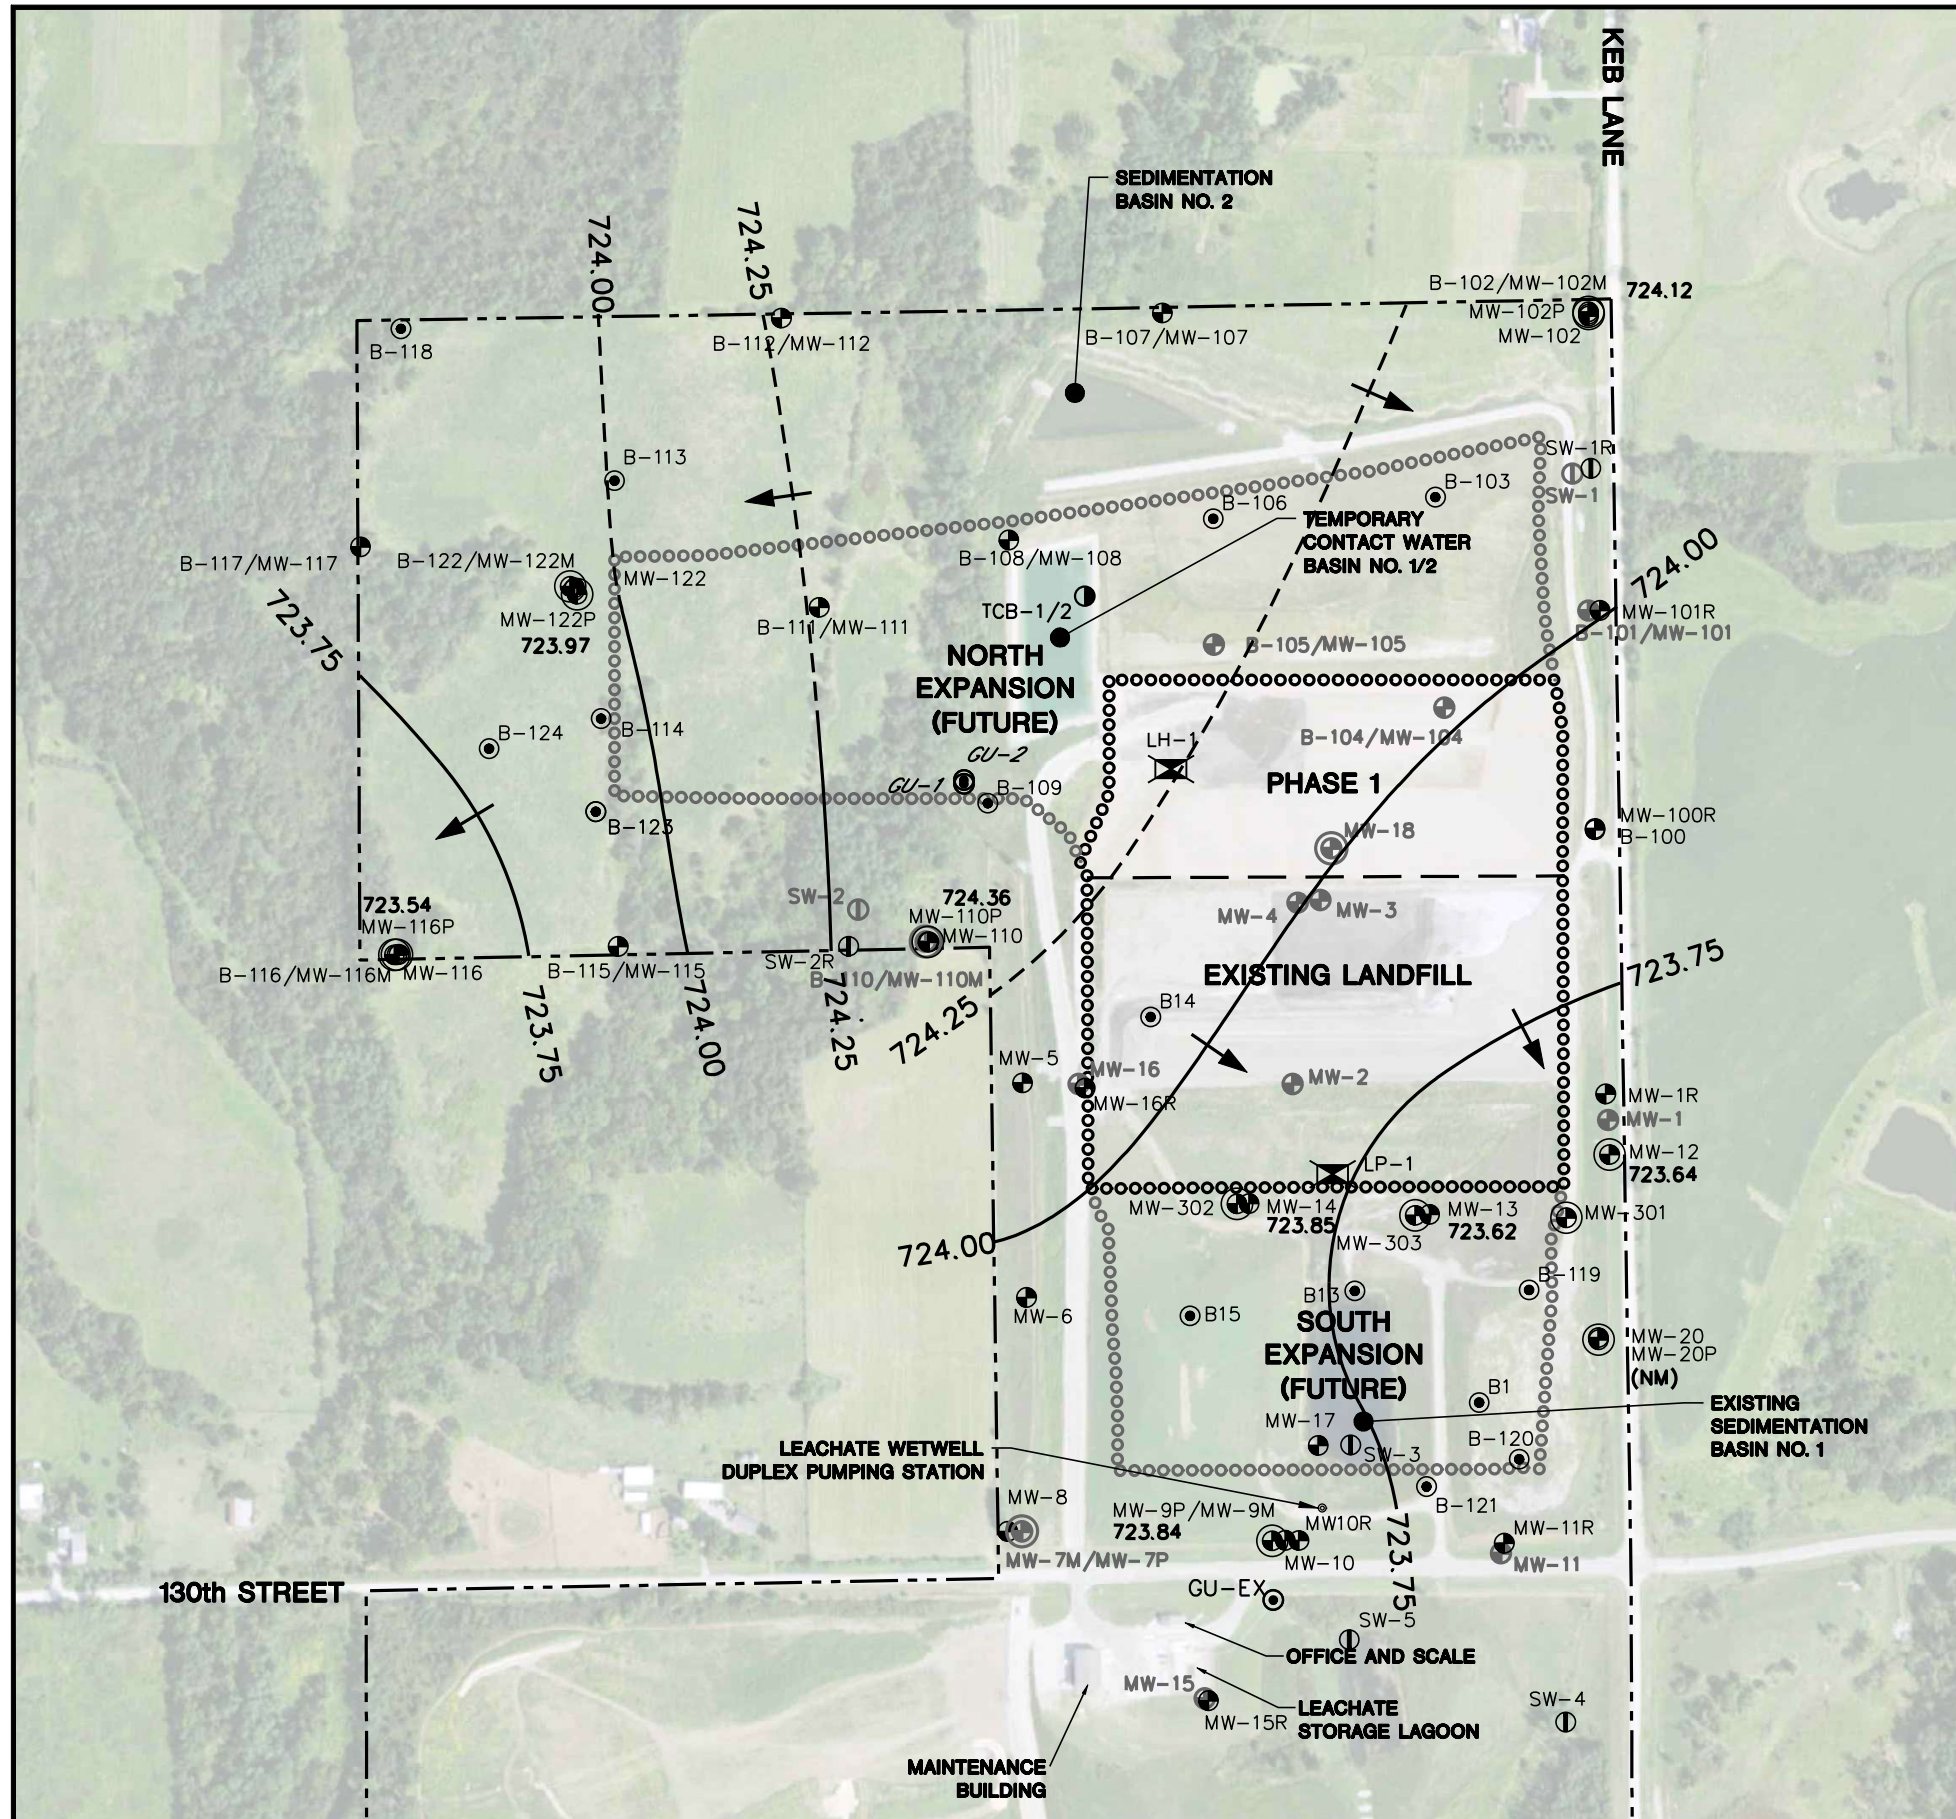 KEB LANE
SEDIMENTATION
BASIN NO. 2
724.00
724.25
B-102/MW-102M
724.12
MW-102P
MW-102
B-118
B-112/MW-112
B-107/MW-107
B-113
SW-1R
SW-1
B-103
B-106
TEMPORARY
CONTACT WATER
BASIN NO. 1/2
B-117/MW-117
B-122/MW-122M
MW-122
MW-122P
723.97
B-108/MW-108
TCB-1/2
B-111/MW-111
724.00
MW-101R
B-101/MW-101
723.75
B-105/MW-105
NORTH
EXPANSION
(FUTURE)
B-124
B-114
B-104/MW-104
LH-1
GU-2
GU-1
B-109
PHASE 1
B-123
MW-18
MW-100R
B-100
723.54
MW-116P
B-116/MW-116M
MW-116
B-115/MW-115
SW-2
SW-2R
724.36
MW-110P
MW-110
B-110/MW-110M
MW-4
MW-3
723.75
724.00
724.25
724.25
EXISTING LANDFILL
723.75
B14
MW-5
MW-16
MW-16R
MW-2
MW-1R
MW-1
MW-12
723.64
LP-1
MW-302
MW-14
723.85
MW-13
723.62
MW-303
MW-301
724.00
B-119
B13
MW-6
B15
SOUTH
EXPANSION
(FUTURE)
MW-20
MW-20P
(NM)
B1
EXISTING
SEDIMENTATION
BASIN NO. 1
MW-17
SW-3
B-120
LEACHATE WETWELL
DUPLEX PUMPING STATION
B-121
MW-8
MW-9P/MW-9M
723.84
MW10R
MW-10
MW-11R
MW-11
MW-7M/MW-7P
723.75
130th STREET
GU-EX
SW-5
OFFICE AND SCALE
MW-15
MW-15R
LEACHATE
STORAGE LAGOON
SW-4
MAINTENANCE
BUILDING